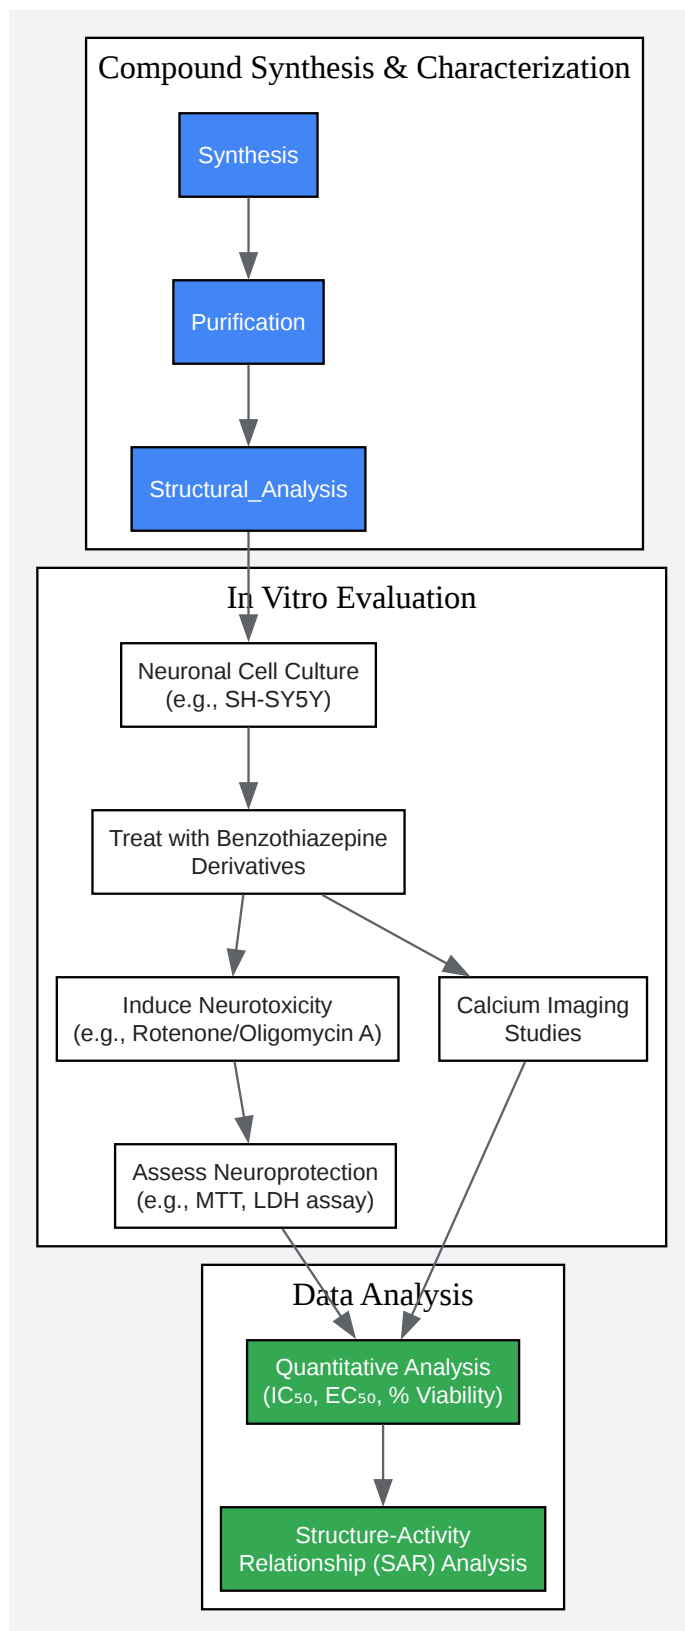 Compound Synthesis & Characterization
Synthesis
Purification
Structural_Analysis
In Vitro Evaluation
Neuronal Cell Culture
(e.g., SH-SY5Y)
Treat with Benzothiazepine
Derivatives
Induce Neurotoxicity
(e.g., Rotenone/Oligomycin A)
Calcium Imaging
Studies
Assess Neuroprotection
(e.g., MTT, LDH assay)
Data Analysis
Quantitative Analysis
(IC₅₀, EC₅₀, % Viability)
Structure-Activity
Relationship (SAR) Analysis